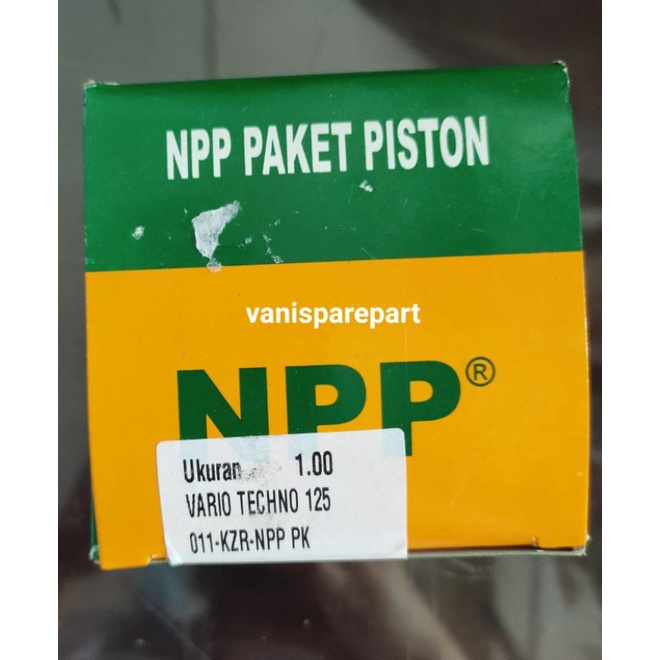 NPP PAKET PISTON
vanisparepart
NPP®
Ukuran 1.00
VARIO TECHNO 125
011-KZR-NPP PK